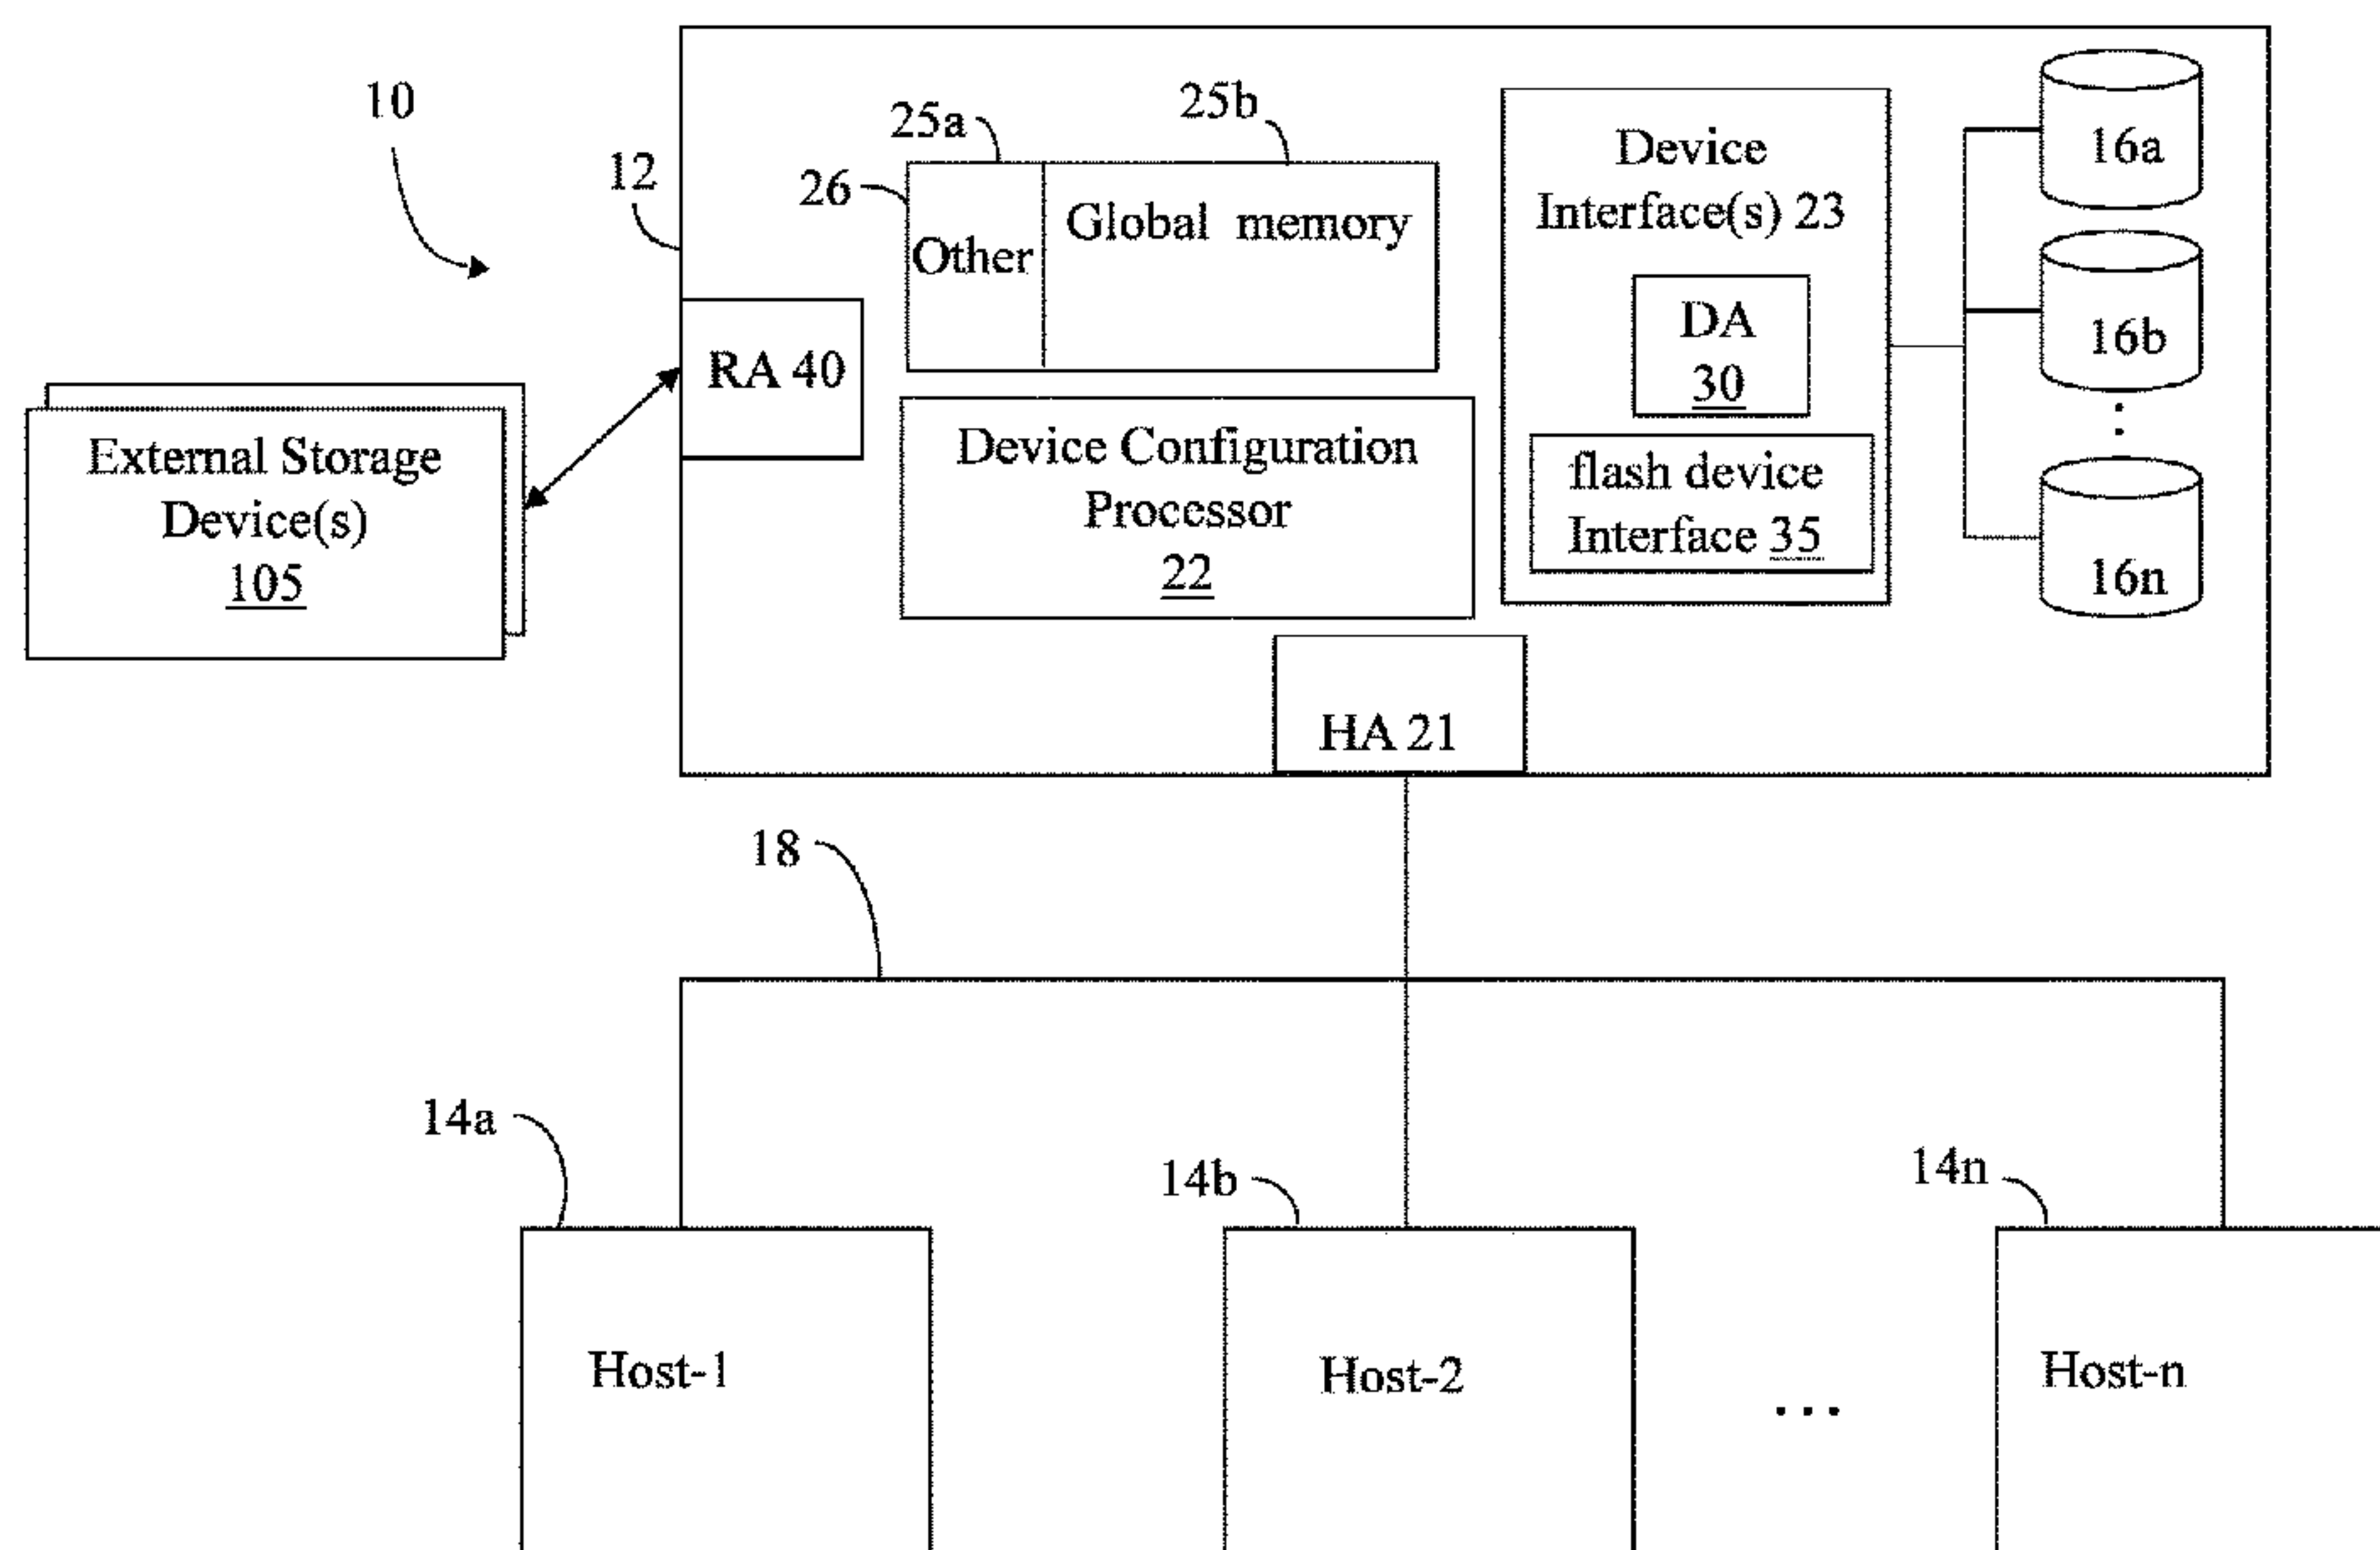 10
12
26
25a
25b
Other
Global memory
Device
Interface(s) 23
DA
30
flash device
Interface 35
16a
16b
16n
RA 40
External Storage
Device(s)
105
Device Configuration
Processor
22
HA 21
18
14a
14b
14n
Host-1
Host-2
...
Host-n